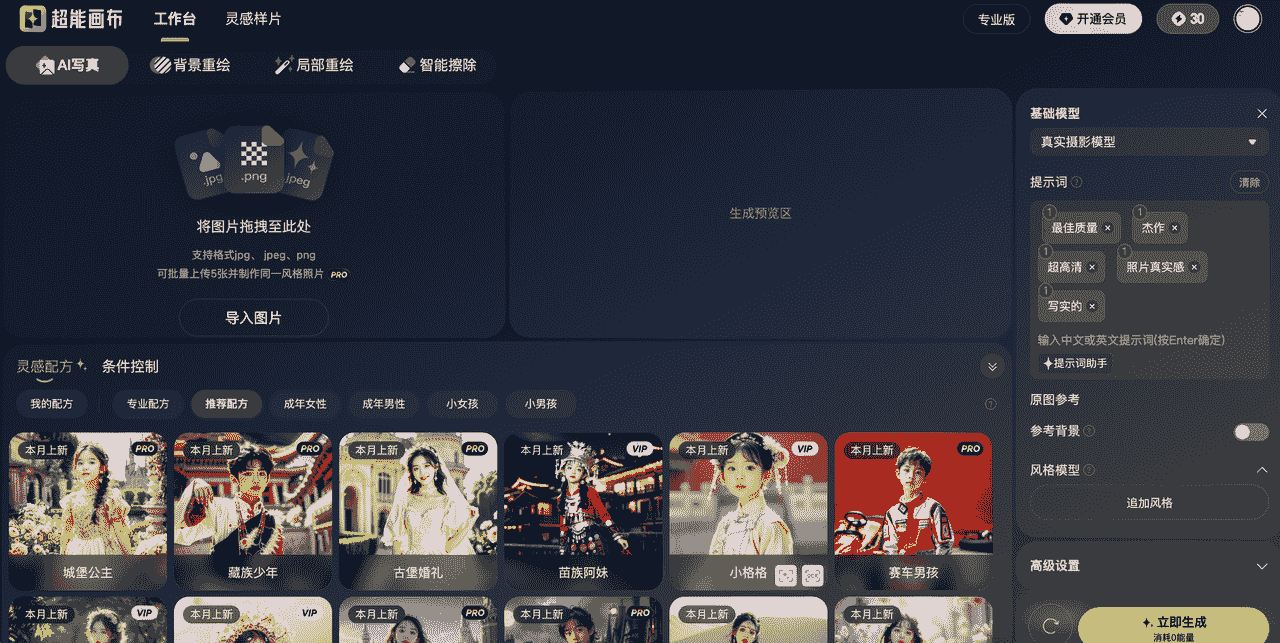 超能画布
工作台
灵感样片
专业版
开通会员
30
AI写真
背景重绘
局部重绘
智能擦除
.jpg
.png
.jpeg
将图片拖拽至此处
支持格式jpg、jpeg、png
可批量上传5张并制作同一风格照片 PRO
导入图片
生成预览区
灵感配方
条件控制
我的配方
专业配方
推荐配方
成年女性
成年男性
小女孩
小男孩
本月上新 PRO
城堡公主
本月上新 PRO
藏族少年
本月上新 PRO
古堡婚礼
本月上新 VIP
苗族阿妹
本月上新 VIP
小格格
本月上新 PRO
赛车男孩
本月上新 VIP
本月上新 VIP
本月上新 PRO
本月上新 PRO
本月上新
本月上新
基础模型
真实摄影模型
提示词
清除
1 最佳质量
1 杰作
1 超高清
1 照片真实感
1 写实的
输入中文或英文提示词(按Enter确定)
提示词助手
原图参考
参考背景
风格模型
追加风格
高级设置
立即生成
消耗0能量